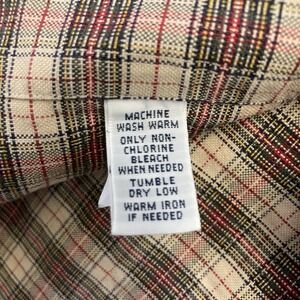 MACHINE
WASH WARM
ONLY NON-
CHLORINE
BLEACH
WHEN NEEDED
TUMBLE
DRY LOW
WARM IRON
IF NEEDED